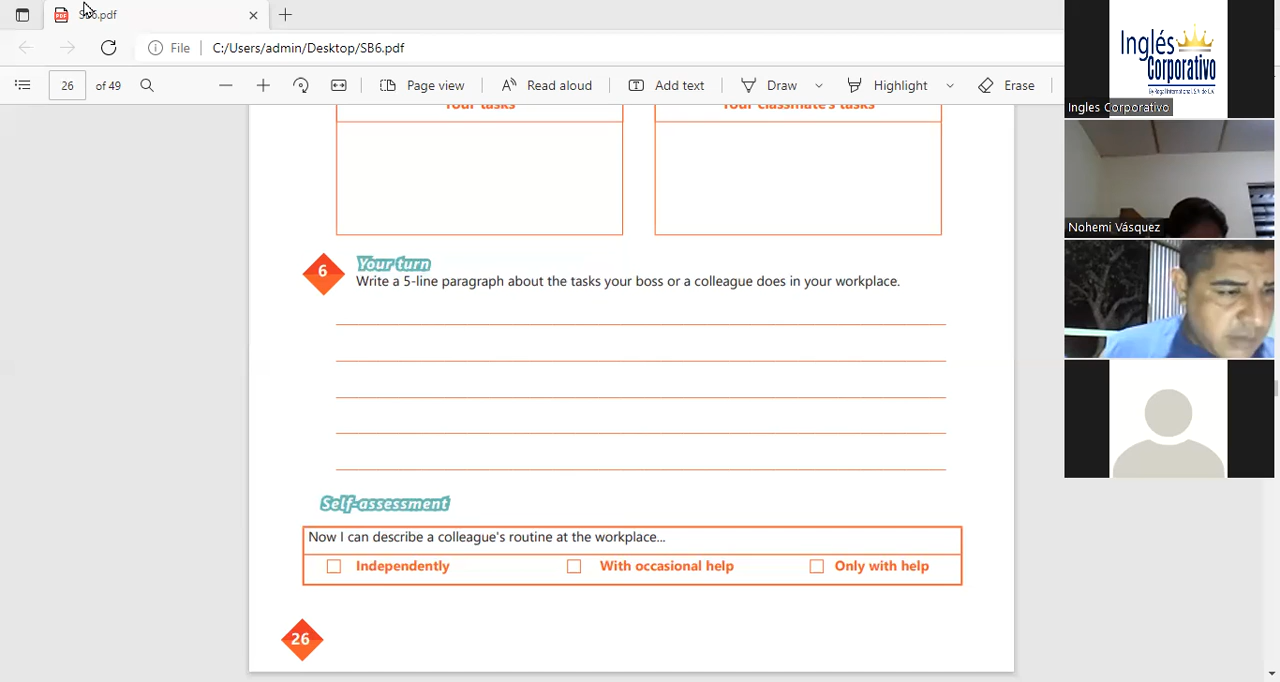 SB6.pdf
File
C:/Users/admin/Desktop/SB6.pdf
26
of 49
Page view
Read aloud
Add text
Draw
Highlight
Erase
Your tasks
Your classmate's tasks
6
Your turn
Write a 5-line paragraph about the tasks your boss or a colleague does in your workplace.
Self-assessment
Now I can describe a colleague's routine at the workplace...
Independently
With occasional help
Only with help
26
Inglés
Corporativo
Ingles Corporativo
Nohemi Vásquez